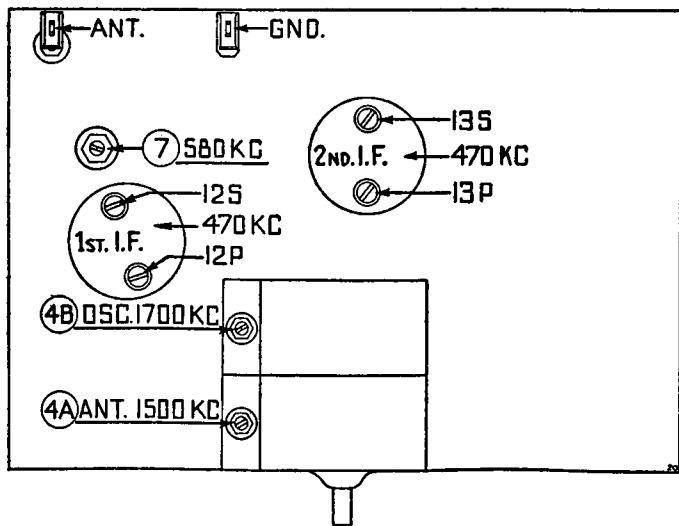 ANT. GND.
13S
7 580 KC
2ND. I.F. 470 KC
12S
13P
470 KC
1ST. I.F.
12P
4B OSC. 1700 KC
4A ANT. 1500 KC